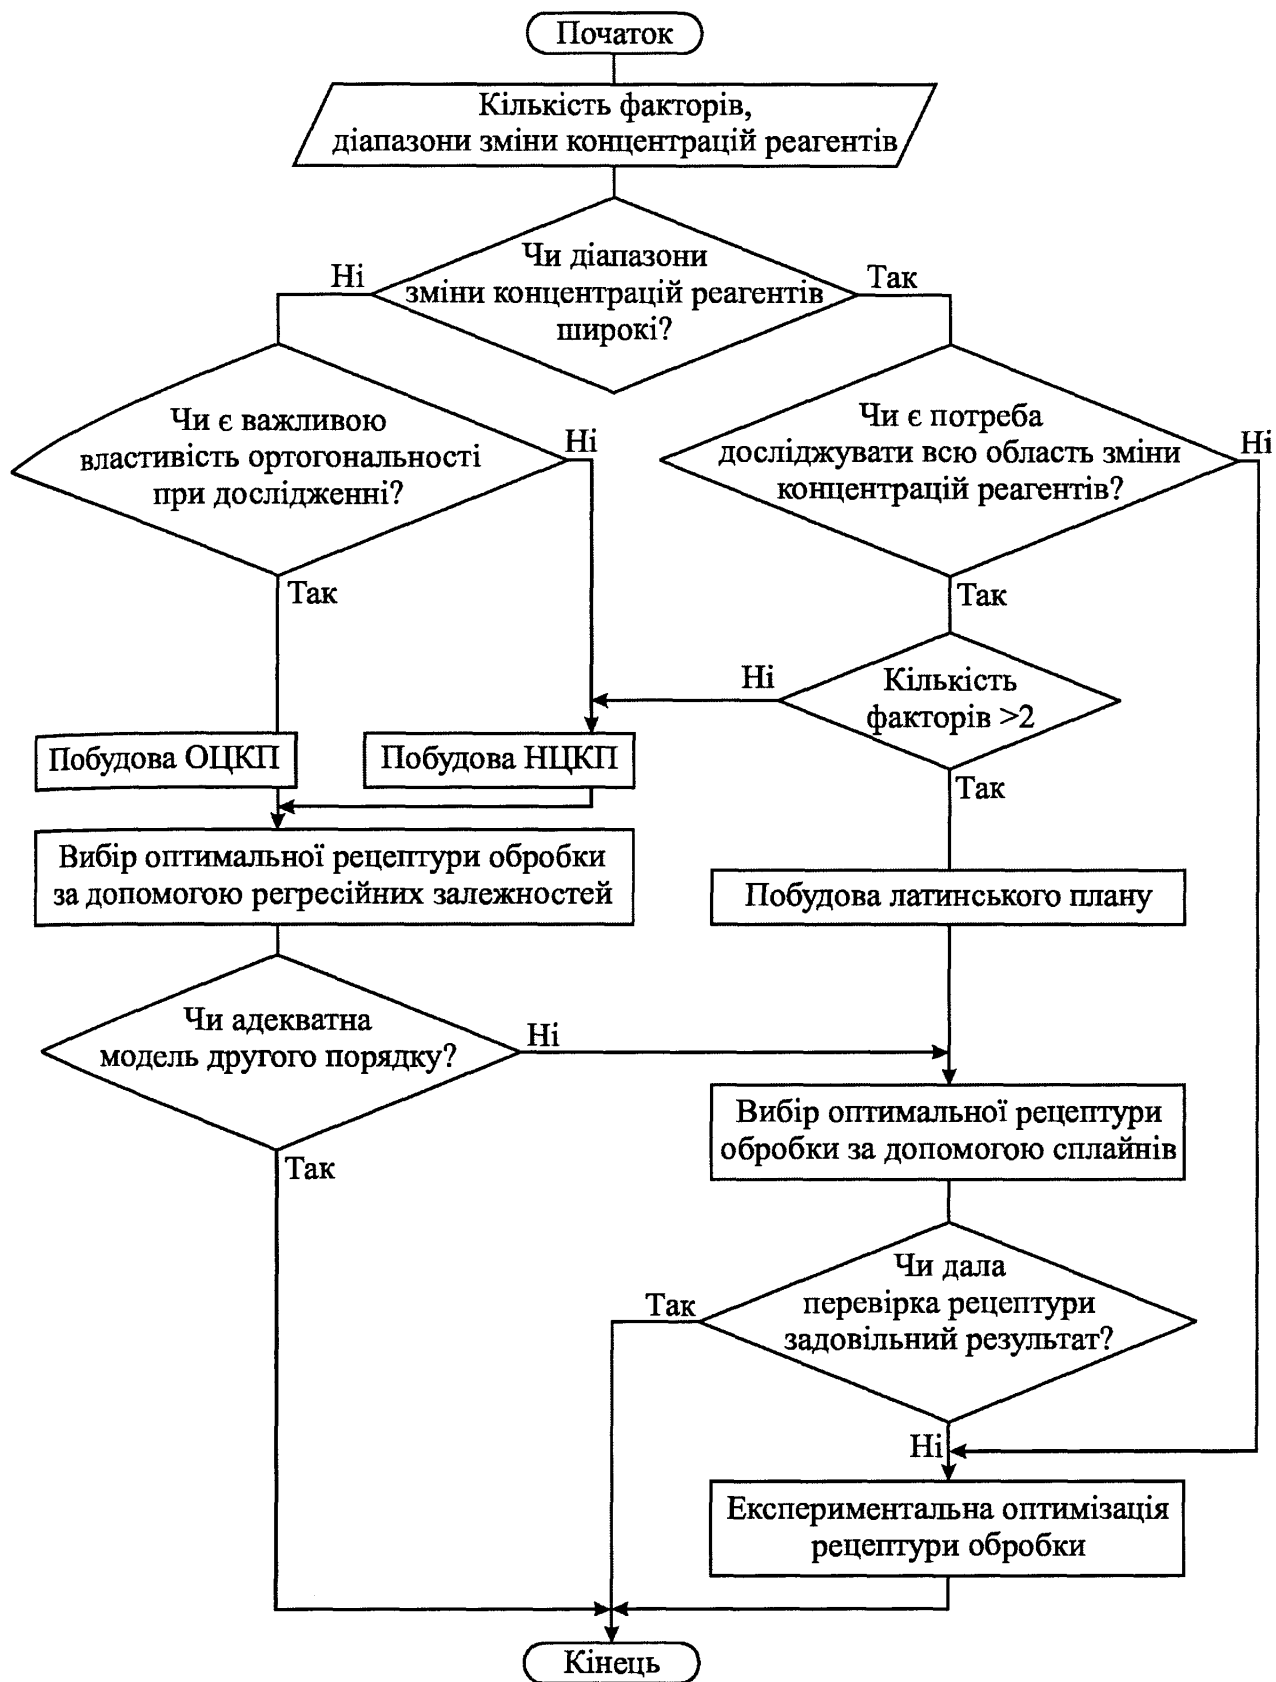 Початок
Кількість факторів,
діапазони зміни концентрацій реагентів
Чи діапазони
зміни концентрацій реагентів
широкі?
Ні
Так
Чи є важливою
властивість ортогональності
при дослідженні?
Ні
Так
Чи є потреба
досліджувати всю область зміни
концентрацій реагентів?
Ні
Так
Кількість
факторів >2
Ні
Так
Побудова ОЦКП
Побудова НЦКП
Вибір оптимальної рецептури обробки
за допомогою регресійних залежностей
Побудова латинського плану
Чи адекватна
модель другого порядку?
Ні
Так
Вибір оптимальної рецептури
обробки за допомогою сплайнів
Чи дала
перевірка рецептури
задовільний результат?
Так
Ні
Експериментальна оптимізація
рецептури обробки
Кінець